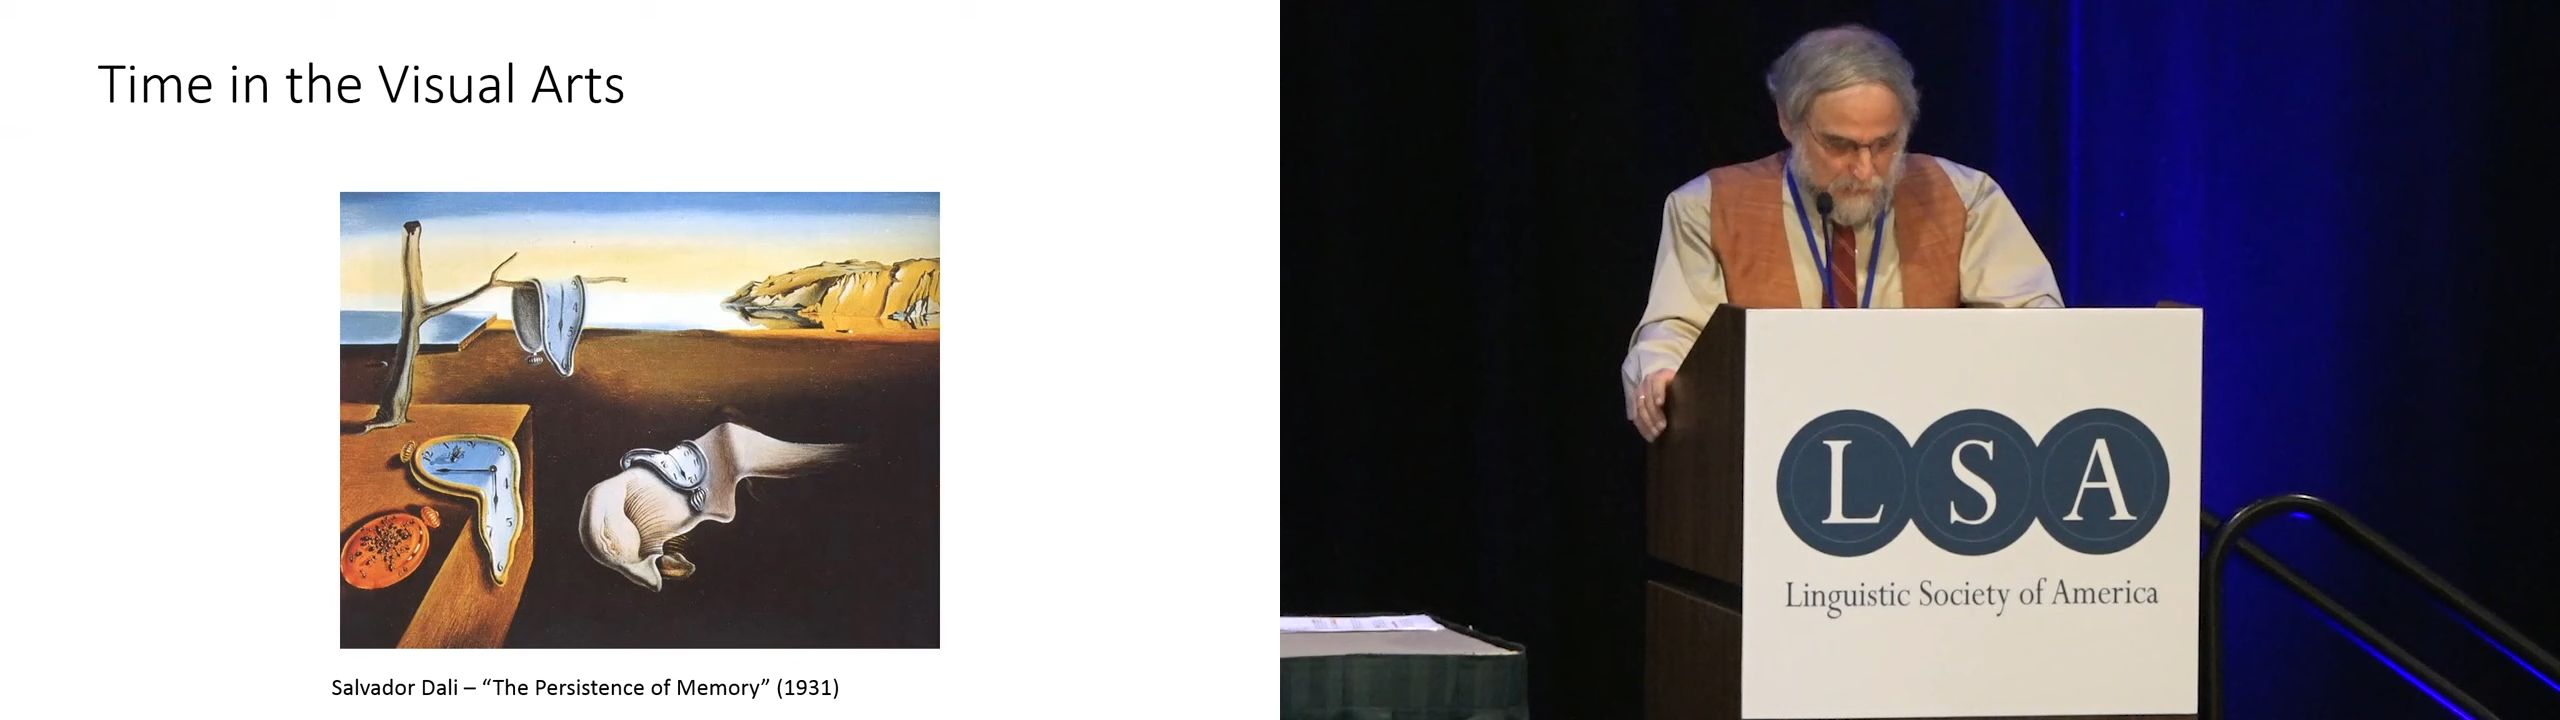 Time in the Visual Arts
Salvador Dali – “The Persistence of Memory” (1931)
LSA
Linguistic Society of America